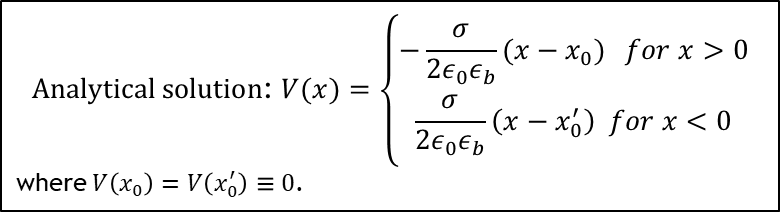 Analytical solution: V(x) = { −σ/(2ϵ₀ϵ_b) (x − x₀) for x > 0
σ/(2ϵ₀ϵ_b) (x − x₀′) for x < 0
where V(x₀) = V(x₀′) ≡ 0.